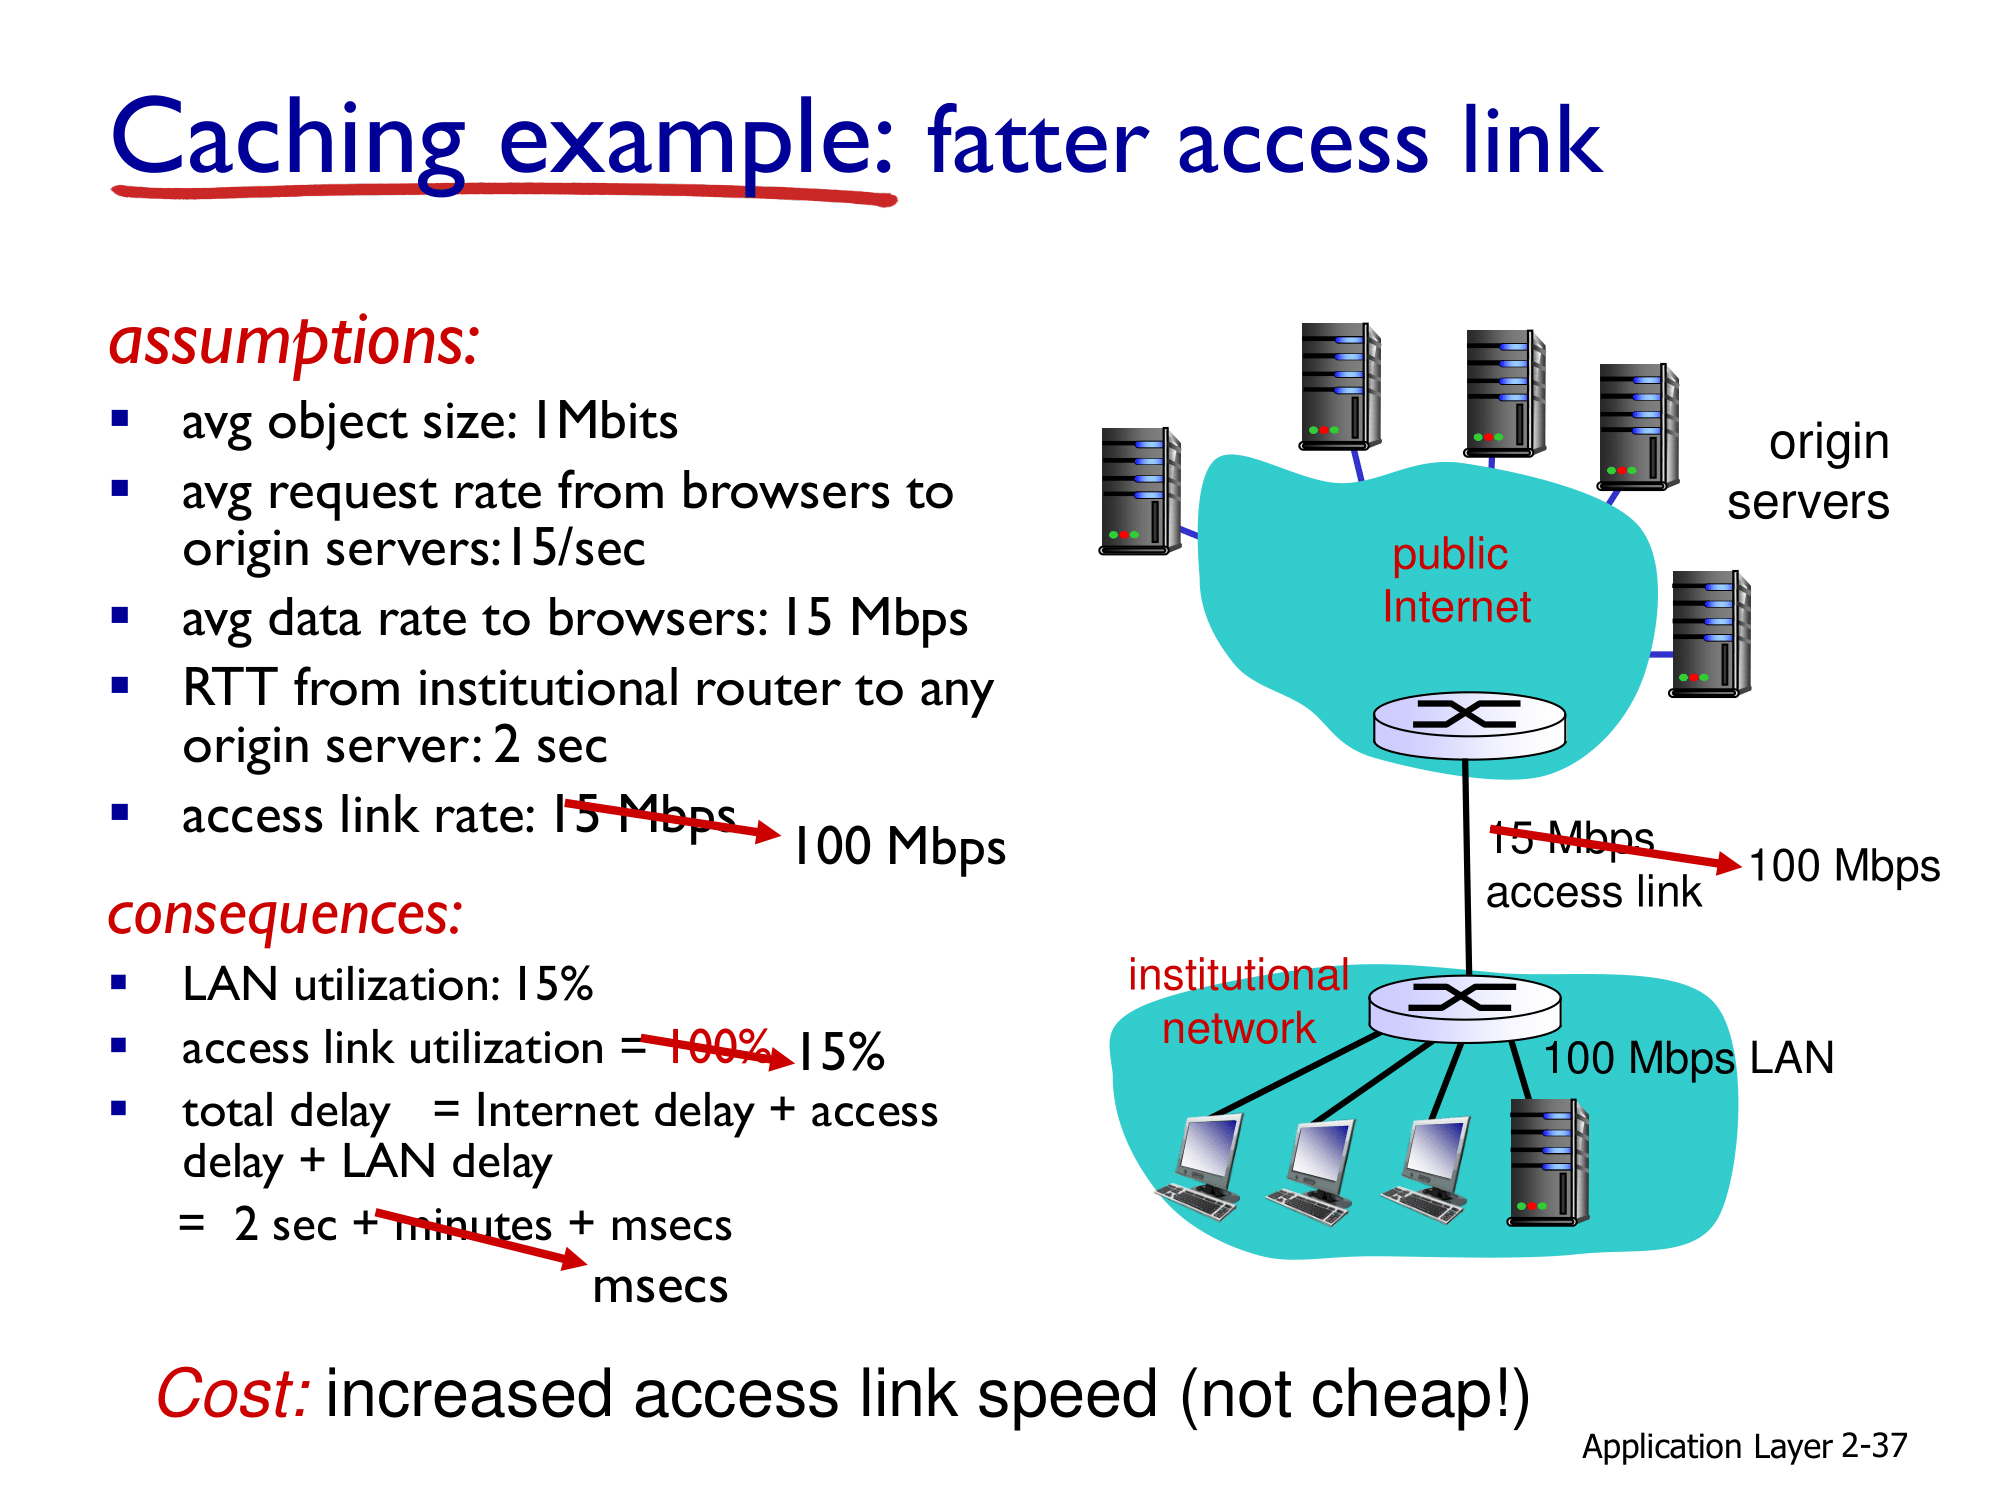 Caching example: fatter access link
assumptions:
▪ avg object size: 1Mbits
▪ avg request rate from browsers to
origin servers:15/sec
▪ avg data rate to browsers: 15 Mbps
▪ RTT from institutional router to any
origin server: 2 sec
▪ access link rate: 15 Mbps
100 Mbps
consequences:
▪ LAN utilization: 15%
▪ access link utilization = 100% 15%
▪ total delay = Internet delay + access
delay + LAN delay
= 2 sec + minutes + msecs
msecs
Cost: increased access link speed (not cheap!)
origin
servers
public
Internet
15 Mbps
access link
100 Mbps
institutional
network
100 Mbps LAN
Application Layer 2-37